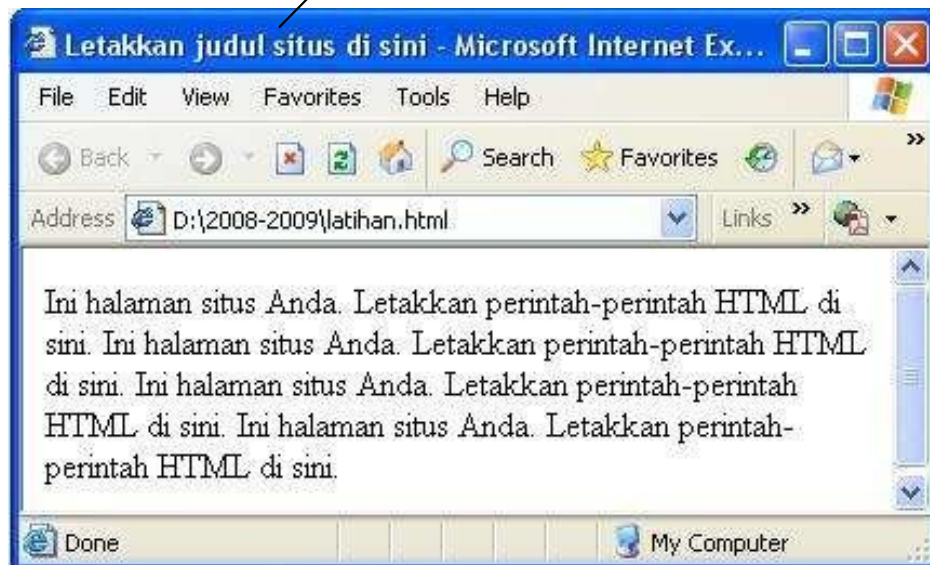 Letakkan judul situs di sini - Microsoft Internet Ex...
File Edit View Favorites Tools Help
Back Search Favorites »
Address D:\2008-2009\latihan.html Links »
Ini halaman situs Anda. Letakkan perintah-perintah HTML di
sini. Ini halaman situs Anda. Letakkan perintah-perintah HTML
di sini. Ini halaman situs Anda. Letakkan perintah-perintah
HTML di sini. Ini halaman situs Anda. Letakkan perintah-
perintah HTML di sini.
Done My Computer